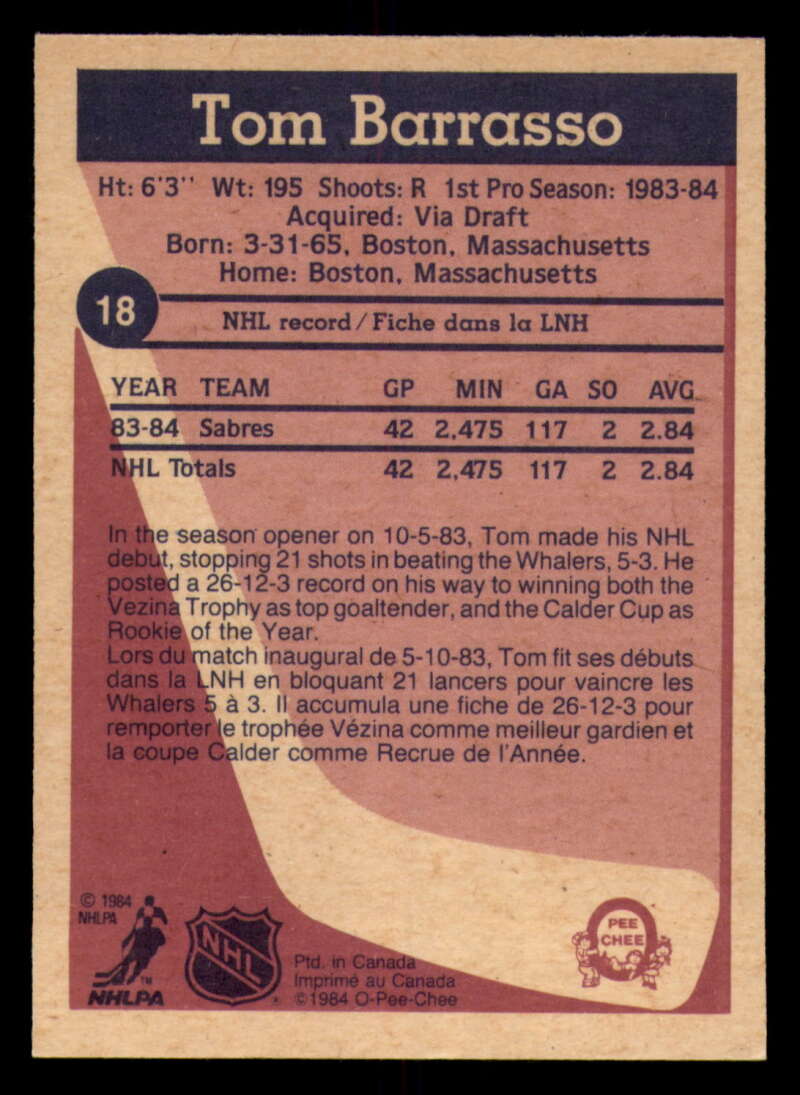 Tom Barrasso
Ht: 6'3'' Wt: 195 Shoots: R 1st Pro Season: 1983-84
Acquired: Via Draft
Born: 3-31-65, Boston, Massachusetts
Home: Boston, Massachusetts
18
NHL record / Fiche dans la LNH
YEAR TEAM GP MIN GA SO AVG
83-84 Sabres 42 2,475 117 2 2.84
NHL Totals 42 2,475 117 2 2.84
In the season opener on 10-5-83, Tom made his NHL
debut, stopping 21 shots in beating the Whalers, 5-3. He
posted a 26-12-3 record on his way to winning both the
Vezina Trophy as top goaltender, and the Calder Cup as
Rookie of the Year.
Lors du match inaugural de 5-10-83, Tom fit ses débuts
dans la LNH en bloquant 21 lancers pour vaincre les
Whalers 5 à 3. Il accumula une fiche de 26-12-3 pour
remporter le trophée Vézina comme meilleur gardien et
la coupe Calder comme Recrue de l'Année.
© 1984
NHLPA
TM
NHLPA
NHL
®
Ptd. in Canada
Imprimé au Canada
©1984 O-Pee-Chee
PEE
CHEE